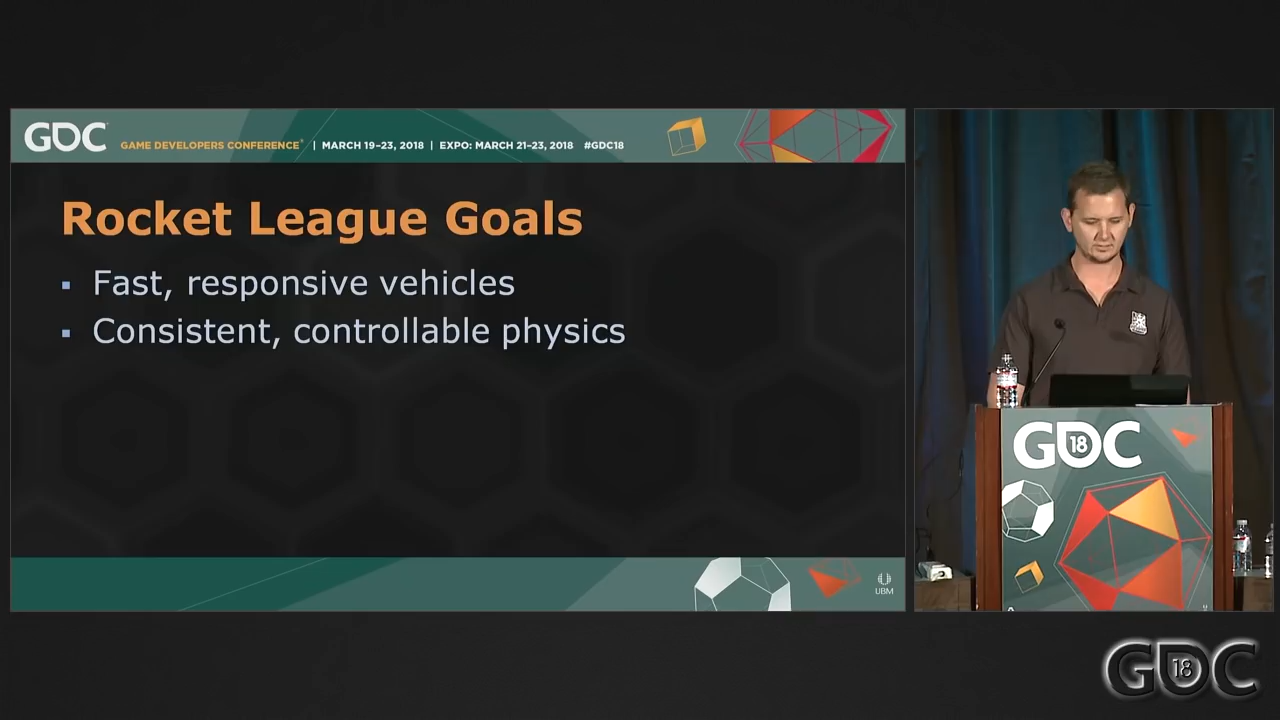 GDC
GAME DEVELOPERS CONFERENCE® | MARCH 19–23, 2018 | EXPO: MARCH 21–23, 2018 #GDC18
Rocket League Goals
▪ Fast, responsive vehicles
▪ Consistent, controllable physics
UBM
GDC
18
GDC
18